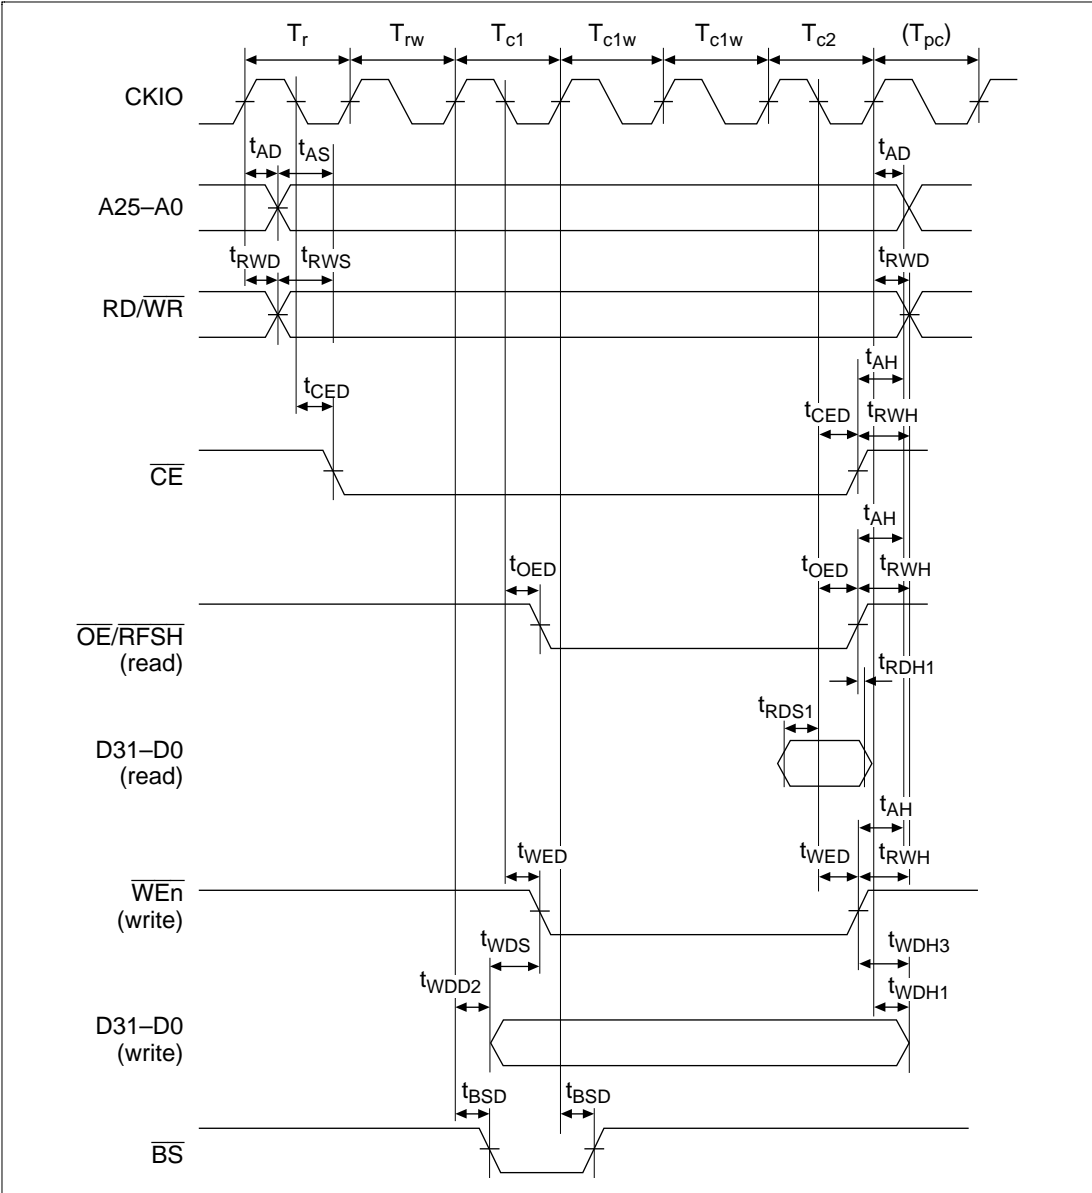 Tr Trw Tc1 Tc1w Tc1w Tc2 (Tpc)
CKIO
tAD tAS tAD
A25–A0
tRWD tRWS tRWD
RD/WR
tAH
tCED tCED tRWH
CE
tAH
tOED tOED tRWH
OE/RFSH
(read)
tRDH1
tRDS1
D31–D0
(read)
tAH
tWED tWED tRWH
WEn
(write)
tWDS tWDH3
tWDD2 tWDH1
D31–D0
(write)
tBSD tBSD
BS